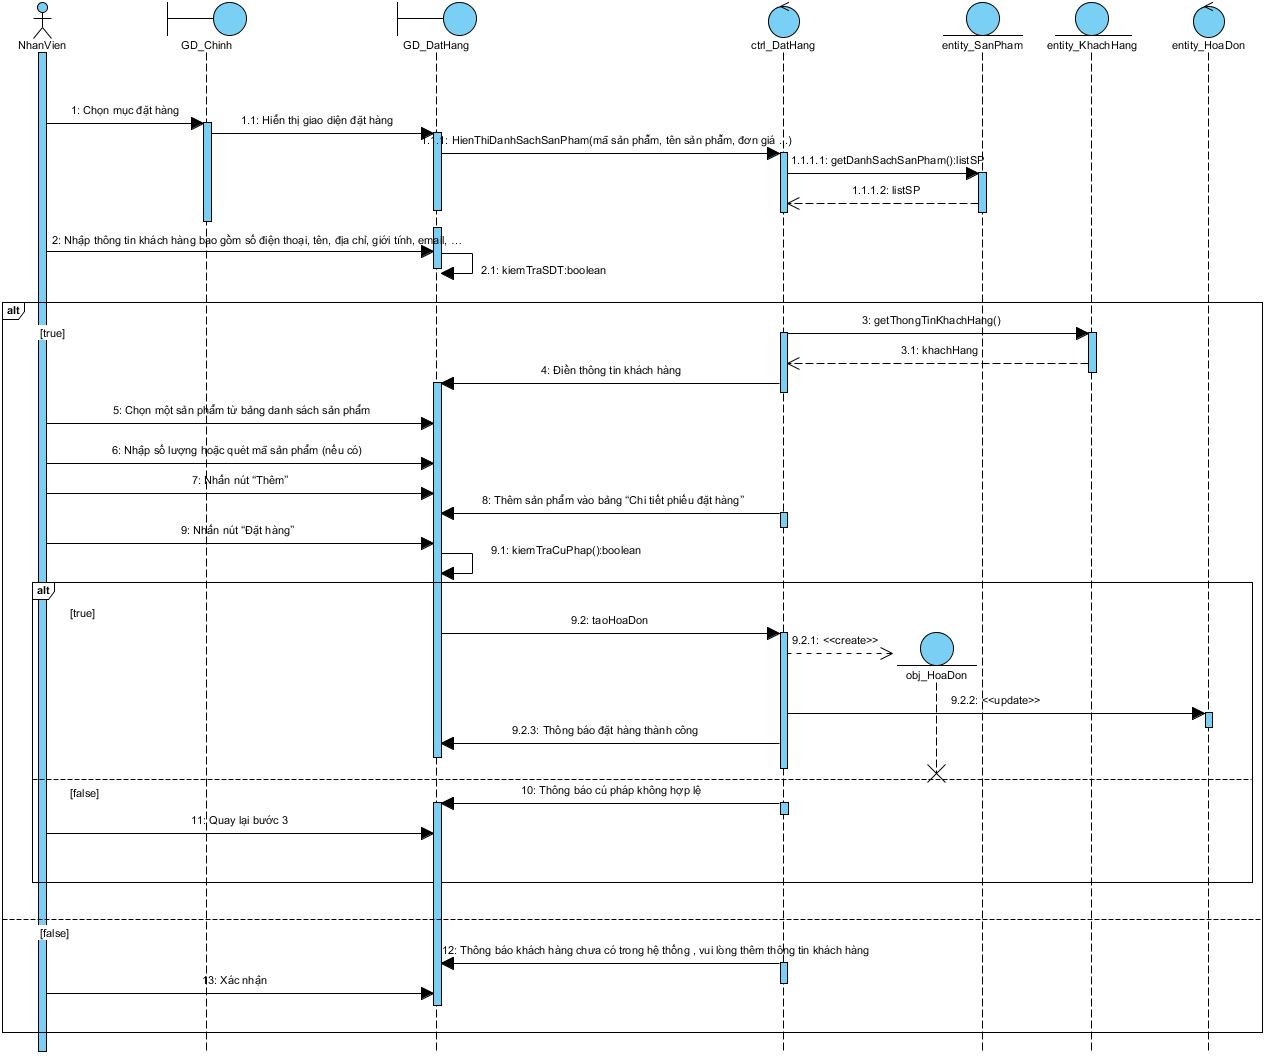 NhanVien
GD_Chinh
GD_DatHang
ctrl_DatHang
entity_SanPham
entity_KhachHang
entity_HoaDon
1: Chọn mục đặt hàng
1.1: Hiển thị giao diện đặt hàng
1.1.1: HienThiDanhSachSanPham(mã sản phẩm, tên sản phẩm, đơn giá ...)
1.1.1.1: getDanhSachSanPham():listSP
1.1.1.2: listSP
2: Nhập thông tin khách hàng bao gồm số điện thoại, tên, địa chỉ, giới tính, email, ...
2.1: kiemTraSDT:boolean
alt
[true]
3: getThongTinKhachHang()
3.1: khachHang
4: Điền thông tin khách hàng
5: Chọn một sản phẩm từ bảng danh sách sản phẩm
6: Nhập số lượng hoặc quét mã sản phẩm (nếu có)
7: Nhấn nút “Thêm”
8: Thêm sản phẩm vào bảng “Chi tiết phiếu đặt hàng”
9: Nhấn nút “Đặt hàng”
9.1: kiemTraCuPhap():boolean
alt
[true]
9.2: taoHoaDon
9.2.1: <<create>>
obj_HoaDon
9.2.2: <<update>>
9.2.3: Thông báo đặt hàng thành công
[false]
10: Thông báo cú pháp không hợp lệ
11: Quay lại bước 3
[false]
12: Thông báo khách hàng chưa có trong hệ thống , vui lòng thêm thông tin khách hàng
13: Xác nhận